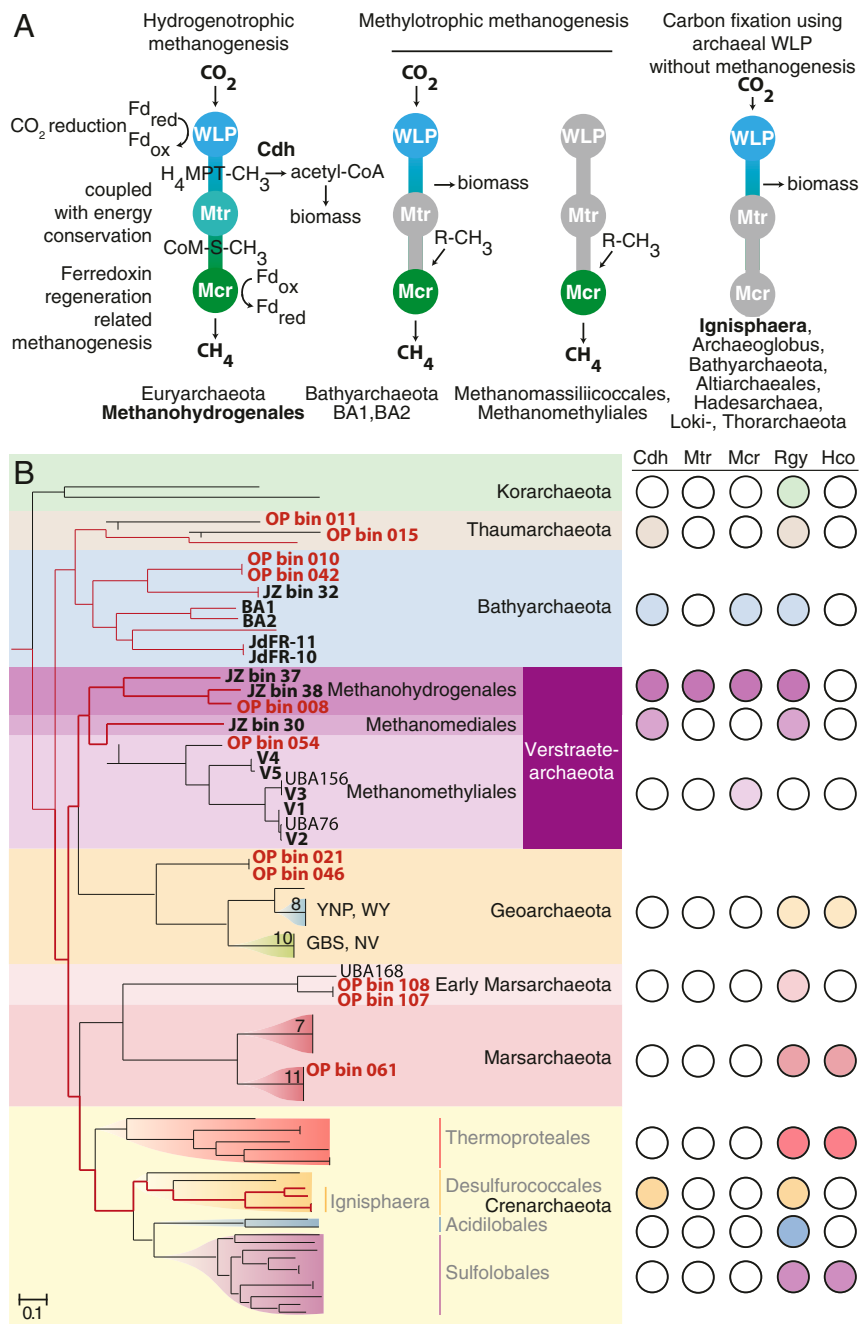 A
Hydrogenotrophic
methanogenesis
CO2
CO2 reduction
Fdred
Fdox
WLP
Cdh
H4MPT-CH3
acetyl-CoA
biomass
coupled
with energy
conservation
Mtr
CoM-S-CH3
Ferredoxin
regeneration
related
methanogenesis
Mcr
Fdox
Fdred
CH4
Euryarchaeota
Methanohydrogenales
Methylotrophic methanogenesis
CO2
WLP
biomass
Mtr
R-CH3
Mcr
CH4
Bathyarchaeota
BA1,BA2
WLP
Mtr
R-CH3
Mcr
CH4
Methanomassiliicoccales,
Methanomethyliales
Carbon fixation using
archaeal WLP
without methanogenesis
CO2
WLP
biomass
Mtr
Mcr
Ignisphaera,
Archaeoglobus,
Bathyarchaeota,
Altiarchaeales,
Hadesarchaea,
Loki-, Thorarchaeota
B
Cdh Mtr Mcr Rgy Hco
Korarchaeota
OP bin 011
OP bin 015
Thaumarchaeota
OP bin 010
OP bin 042
JZ bin 32
BA1
BA2
Bathyarchaeota
JdFR-11
JdFR-10
JZ bin 37
JZ bin 38
OP bin 008
Methanohydrogenales
JZ bin 30
Methanomediales
Verstraete-
archaeota
OP bin 054
V4
V5
UBA156
V3
V1
UBA76
V2
Methanomethyliales
OP bin 021
OP bin 046
8
YNP, WY
10
GBS, NV
Geoarchaeota
UBA168
OP bin 108
OP bin 107
Early Marsarchaeota
7
11
OP bin 061
Marsarchaeota
Thermoproteales
Ignisphaera
Desulfurococcales
Crenarchaeota
Acidilobales
Sulfolobales
0.1